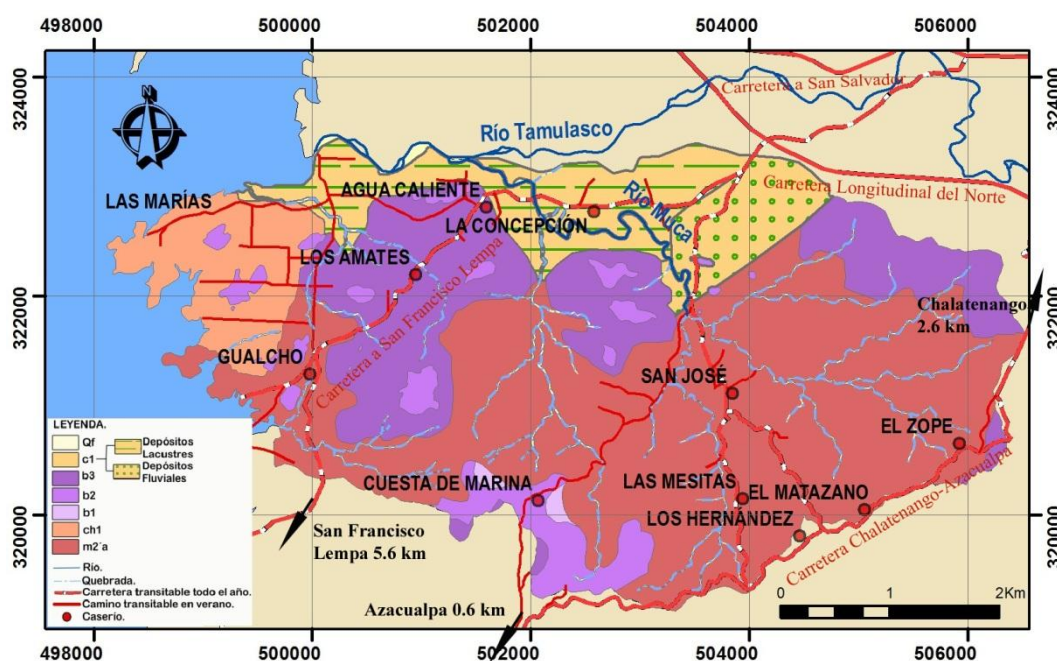 498000 500000 502000 504000 506000
324000
324000
N
Carretera a San Salvador
Río Tamulasco
Carretera Longitudinal del Norte
LAS MARÍAS
AGUA CALIENTE
LA CONCEPCIÓN
Río Muca
LOS AMATES
322000
322000
Carretera a San Francisco Lempa
Chalatenango
2.6 km
GUALCHO
SAN JOSÉ
EL ZOPE
CUESTA DE MARINA
LAS MESITAS
EL MATAZANO
LOS HERNÁNDEZ
Carretera Chalatenango-Azacualpa
320000
320000
San Francisco
Lempa 5.6 km
Azacualpa 0.6 km
LEYENDA.
Qf
c1
Depósitos
Lacustres
Depósitos
Fluviales
b3
b2
b1
ch1
m2´a
Rio.
Quebrada.
Carretera transitable todo el año.
Camino transitable en verano.
Caserío.
0 1 2Km
498000 500000 502000 504000 506000